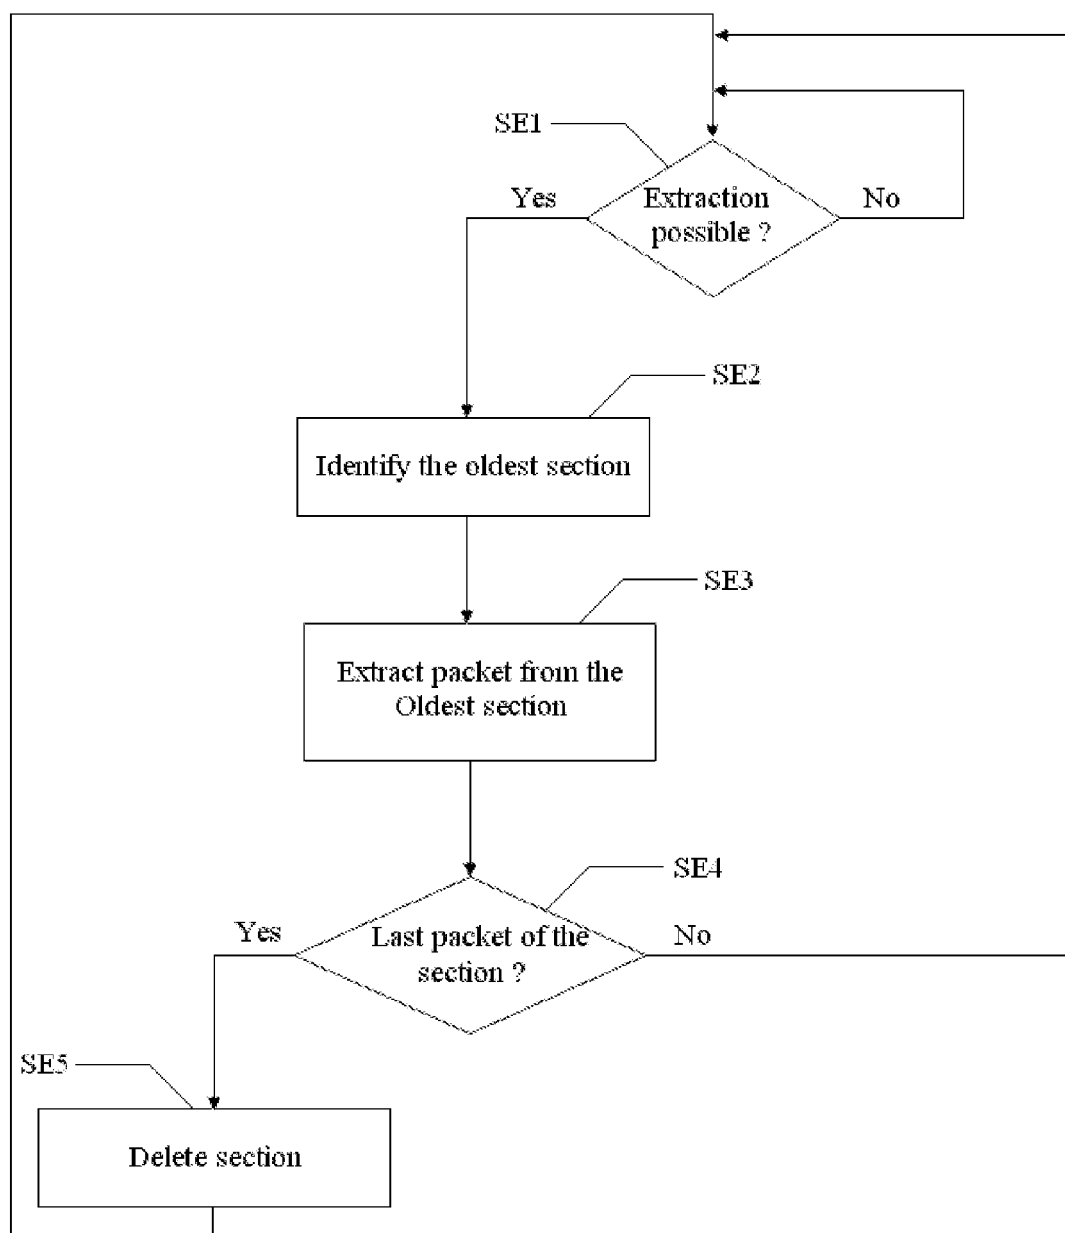 SE1
Yes
Extraction
possible ?
No
SE2
Identify the oldest section
SE3
Extract packet from the
Oldest section
SE4
Yes
Last packet of the
section ?
No
SE5
Delete section